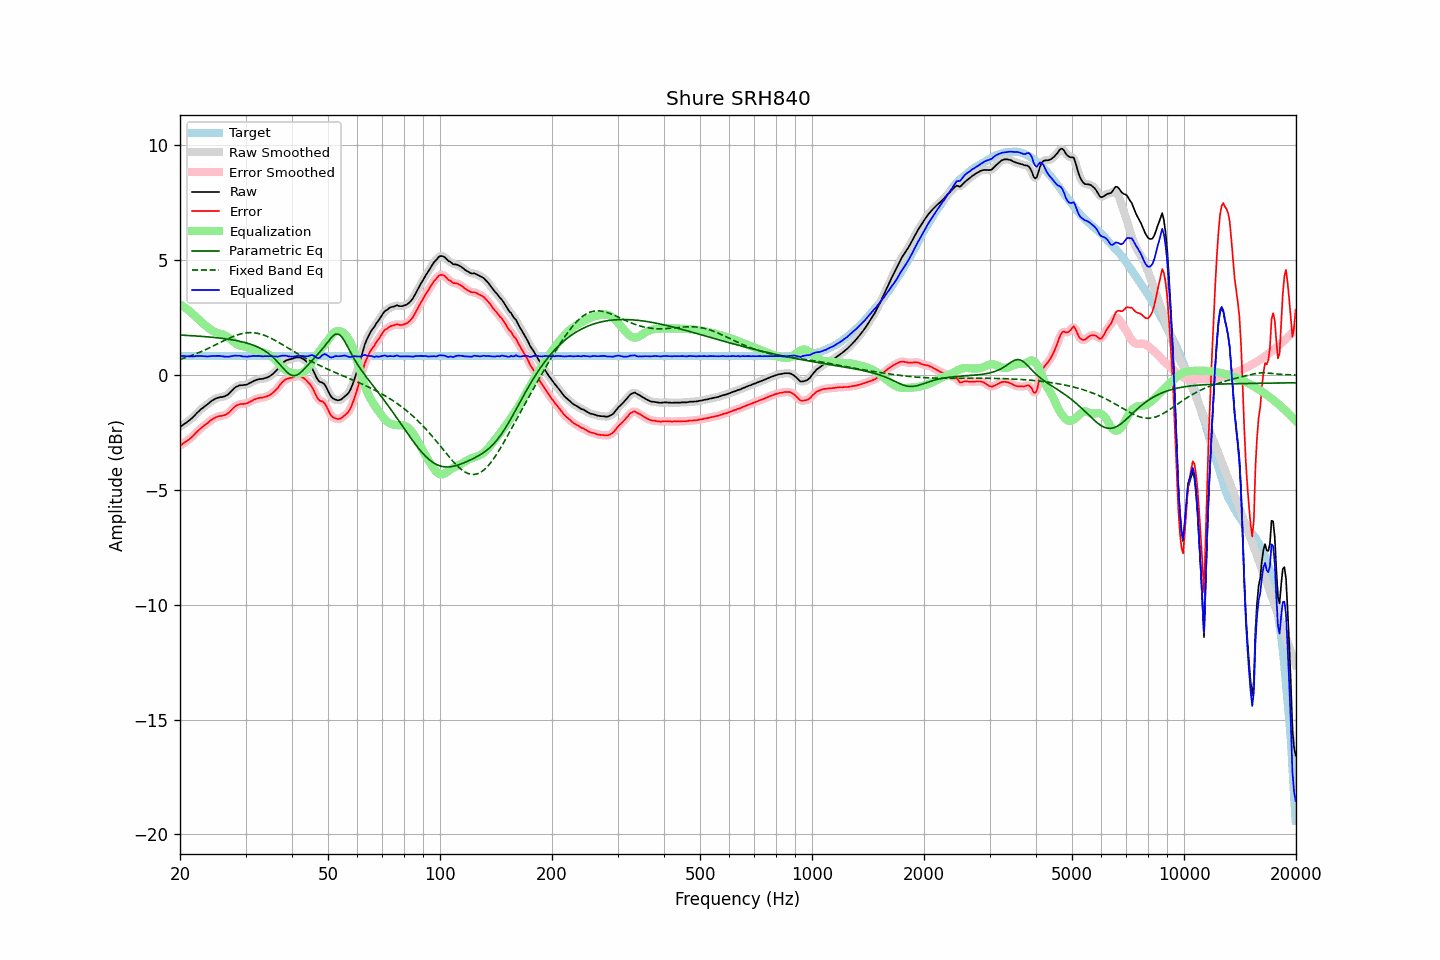 Shure SRH840
Target
Raw Smoothed
Error Smoothed
Raw
Error
Equalization
Parametric Eq
Fixed Band Eq
Equalized
10
5
0
−5
−10
−15
−20
Amplitude (dBr)
20 50 100 200 500 1000 2000 5000 10000 20000
Frequency (Hz)